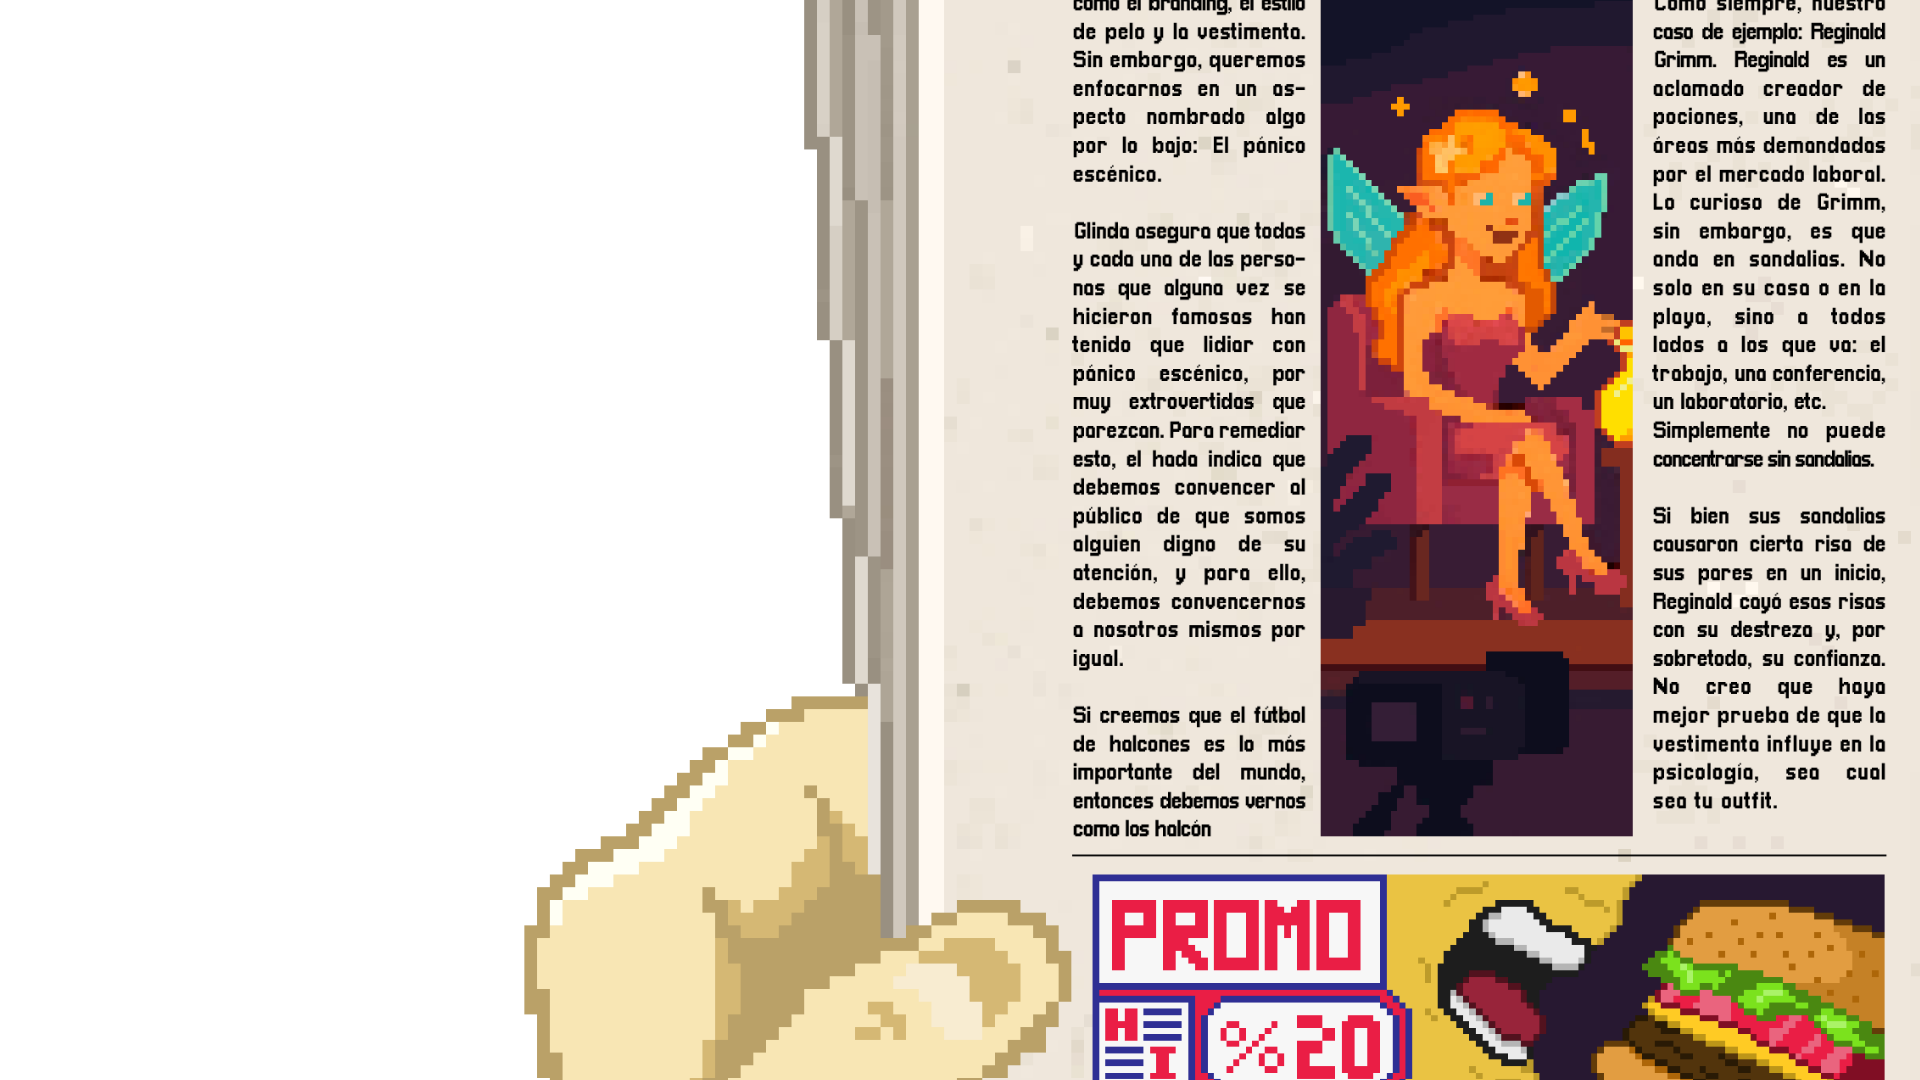 como el branding, el estilo
de pelo y la vestimenta.
Sin embargo, queremos
enfocarnos en un as-
pecto nombrado algo
por lo bajo: El pánico
escénico.
Glinda asegura que todas
y cada una de las perso-
nas que alguna vez se
hicieron famosas han
tenido que lidiar con
pánico escénico, por
muy extrovertidas que
parezcan. Para remediar
esto, el hada indica que
debemos convencer al
público de que somos
alguien digno de su
atención, y para ello,
debemos convencernos
a nosotros mismos por
igual.
Si creemos que el fútbol
de halcones es lo más
importante del mundo,
entonces debemos vernos
como los halcón
Como siempre, nuestro
caso de ejemplo: Reginald
Grimm. Reginald es un
aclamado creador de
pociones, una de las
áreas más demandadas
por el mercado laboral.
Lo curioso de Grimm,
sin embargo, es que
anda en sandalias. No
solo en su casa o en la
playa, sino a todos
lados a los que va: el
trabajo, una conferencia,
un laboratorio, etc.
Simplemente no puede
concentrarse sin sandalias.
Si bien sus sandalias
causaron cierta risa de
sus pares en un inicio,
Reginald cayó esas risas
con su destreza y, por
sobretodo, su confianza.
No creo que haya
mejor prueba de que la
vestimenta influye en la
psicología, sea cual
sea tu outfit.
PROMO
H
I
%20